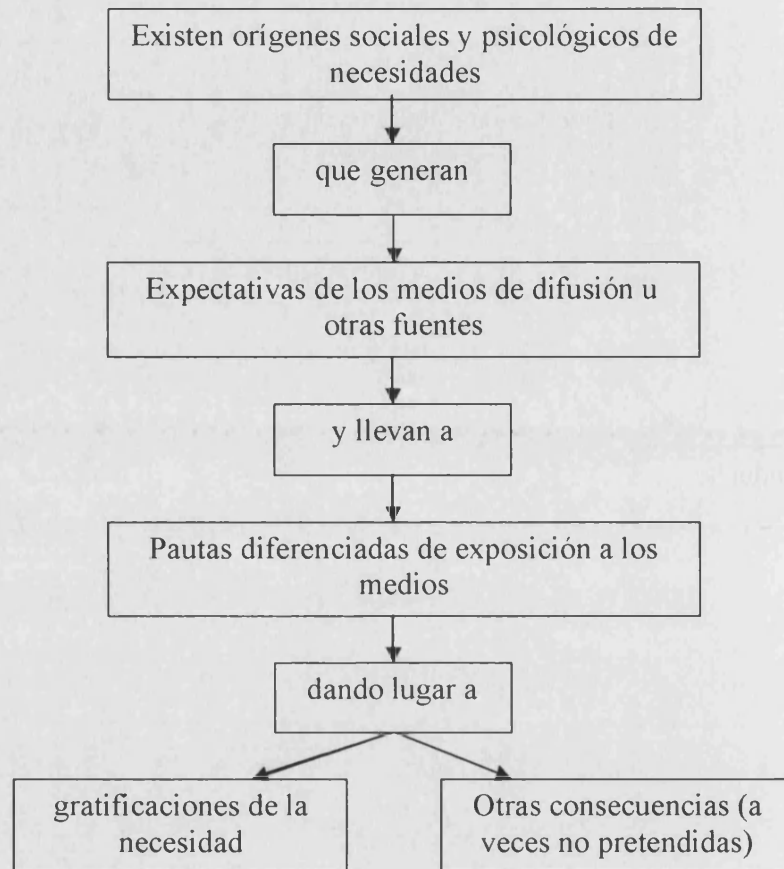 Existen orígenes sociales y psicológicos de
necesidades
que generan
Expectativas de los medios de difusión u
otras fuentes
y llevan a
Pautas diferenciadas de exposición a los
medios
dando lugar a
gratificaciones de la
necesidad
Otras consecuencias (a
veces no pretendidas)